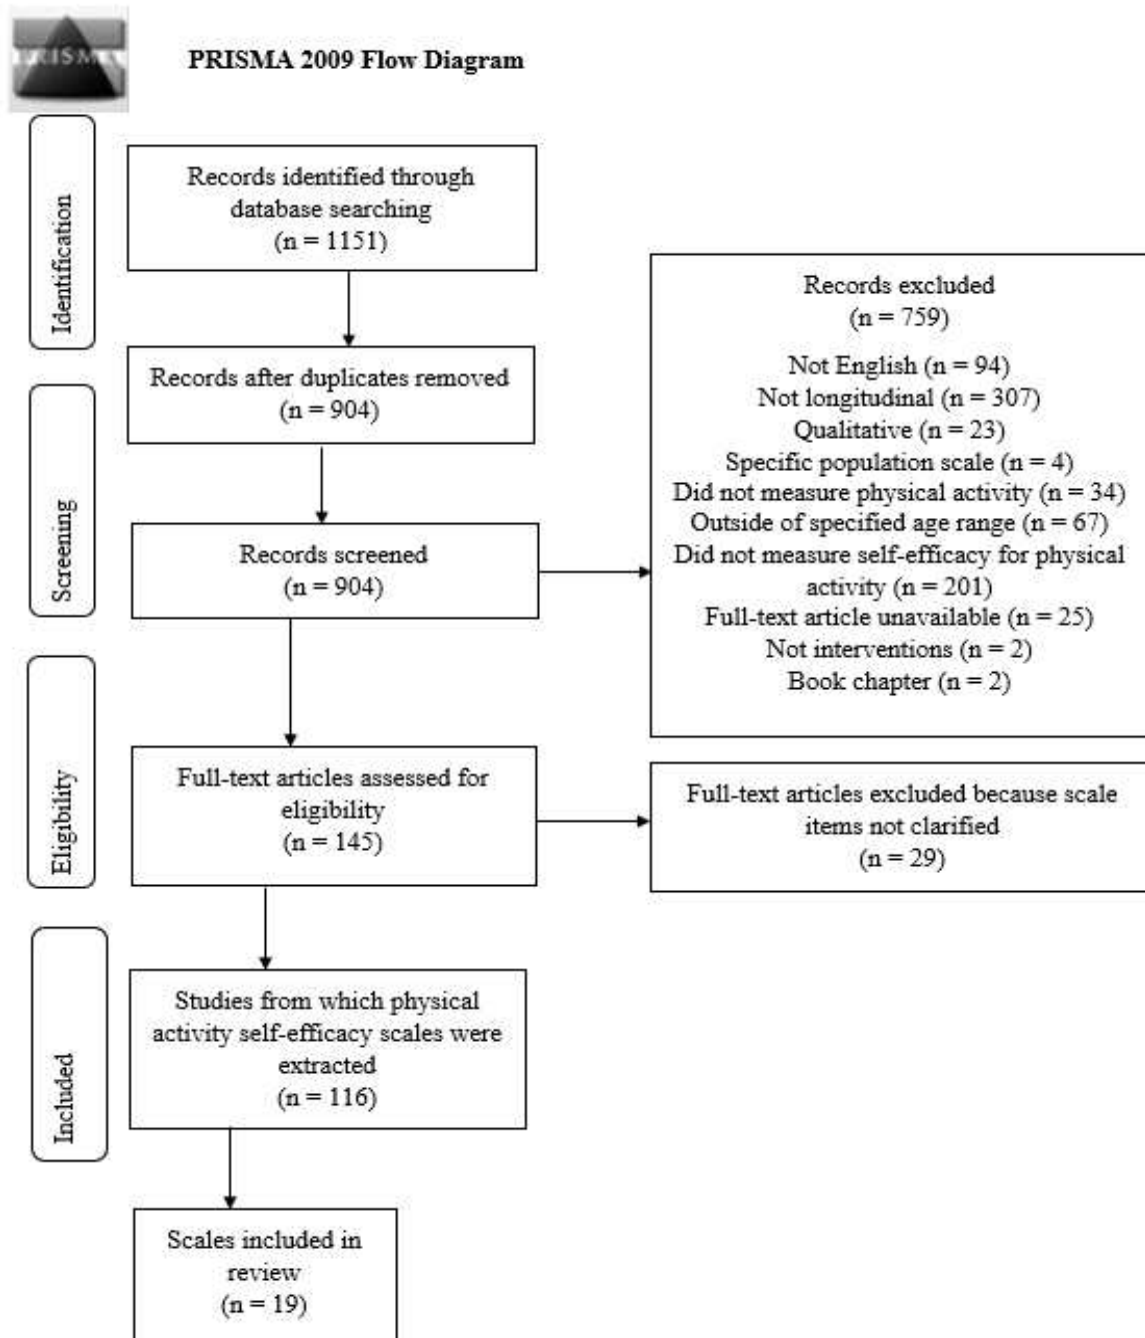 PRISMA
PRISMA 2009 Flow Diagram
Identification
Records identified through
database searching
(n = 1151)
Records after duplicates removed
(n = 904)
Records excluded
(n = 759)
Not English (n = 94)
Not longitudinal (n = 307)
Qualitative (n = 23)
Specific population scale (n = 4)
Did not measure physical activity (n = 34)
Outside of specified age range (n = 67)
Did not measure self-efficacy for physical
activity (n = 201)
Full-text article unavailable (n = 25)
Not interventions (n = 2)
Book chapter (n = 2)
Screening
Records screened
(n = 904)
Eligibility
Full-text articles assessed for
eligibility
(n = 145)
Full-text articles excluded because scale
items not clarified
(n = 29)
Included
Studies from which physical
activity self-efficacy scales were
extracted
(n = 116)
Scales included in
review
(n = 19)